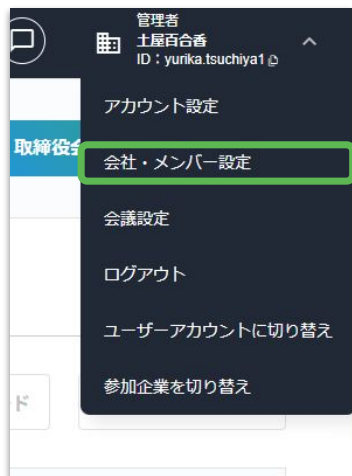 管理者
土屋百合香
ID：yurika.tsuchiya1
アカウント設定
取締役会
会社・メンバー設定
会議設定
ログアウト
ユーザーアカウントに切り替え
ド
参加企業を切り替え